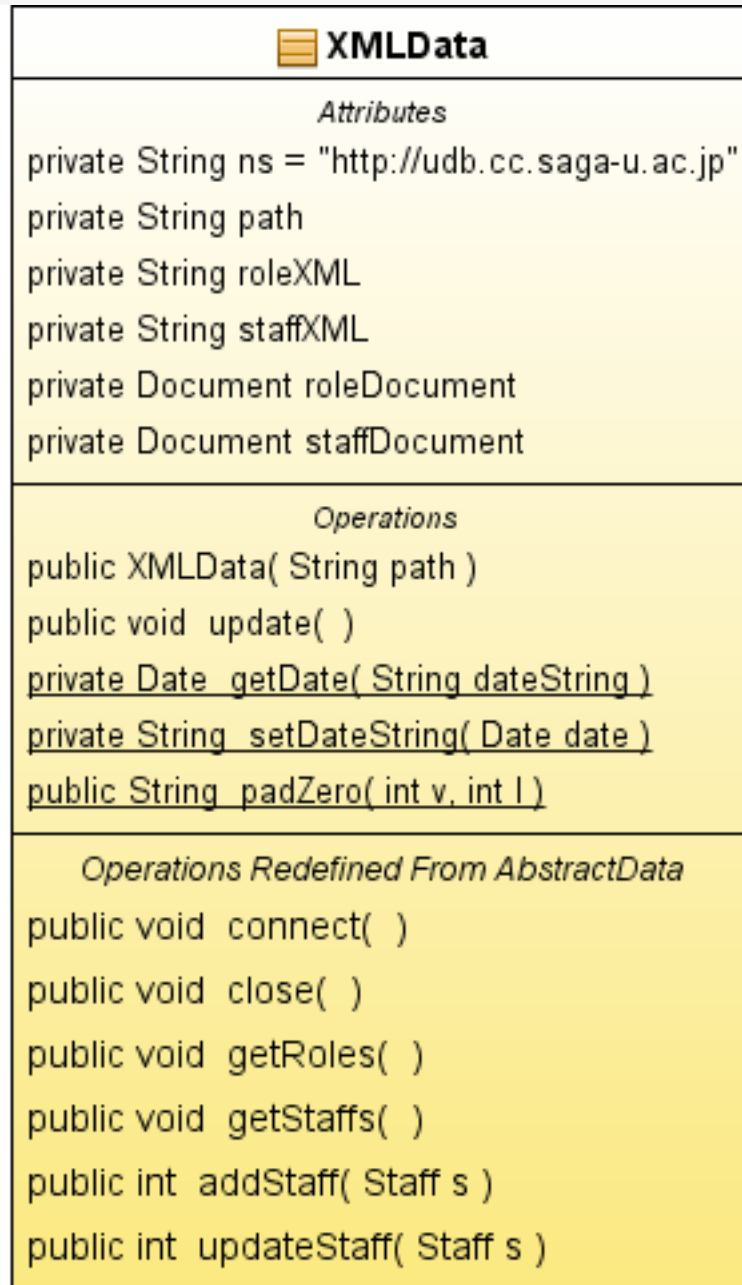 XMLData
Attributes
private String ns = "http://udb.cc.saga-u.ac.jp"
private String path
private String roleXML
private String staffXML
private Document roleDocument
private Document staffDocument
Operations
public XMLData( String path )
public void  update(  )
private Date  getDate( String dateString )
private String  setDateString( Date date )
public String  padZero( int v, int l )
Operations Redefined From AbstractData
public void  connect(  )
public void  close(  )
public void  getRoles(  )
public void  getStaffs(  )
public int  addStaff( Staff s )
public int  updateStaff( Staff s )